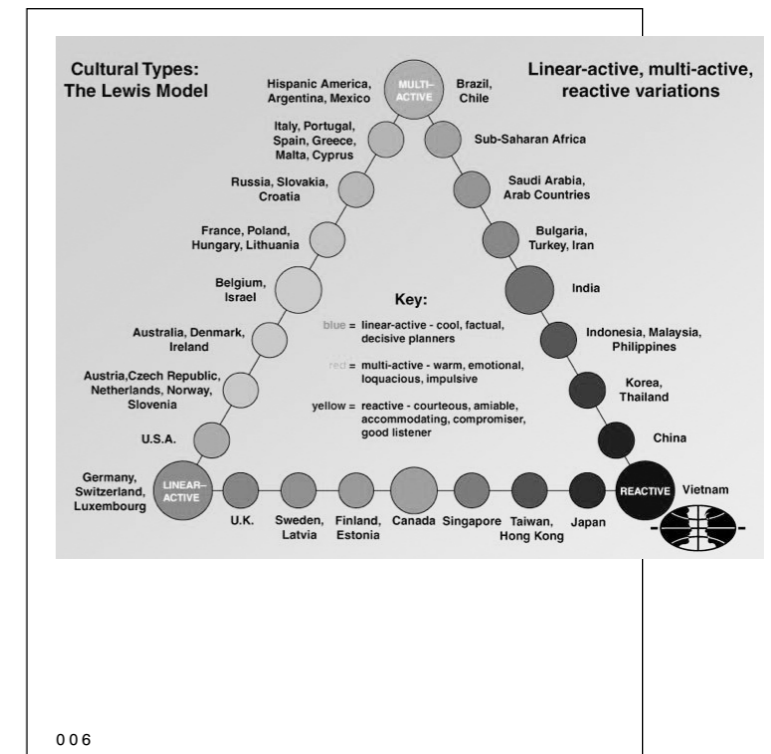 Cultural Types:
The Lewis Model
Linear-active, multi-active,
reactive variations
MULTI–
ACTIVE
Hispanic America,
Argentina, Mexico
Brazil,
Chile
Italy, Portugal,
Spain, Greece,
Malta, Cyprus
Sub-Saharan Africa
Russia, Slovakia,
Croatia
Saudi Arabia,
Arab Countries
France, Poland,
Hungary, Lithuania
Bulgaria,
Turkey, Iran
Belgium,
Israel
India
Key:
blue = linear-active - cool, factual,
decisive planners
red = multi-active - warm, emotional,
loquacious, impulsive
yellow = reactive - courteous, amiable,
accommodating, compromiser,
good listener
Australia, Denmark,
Ireland
Indonesia, Malaysia,
Philippines
Austria,Czech Republic,
Netherlands, Norway,
Slovenia
Korea,
Thailand
U.S.A.
China
Germany,
Switzerland,
Luxembourg
LINEAR–
ACTIVE
REACTIVE
Vietnam
U.K.
Sweden,
Latvia
Finland,
Estonia
Canada
Singapore
Taiwan,
Hong Kong
Japan
006